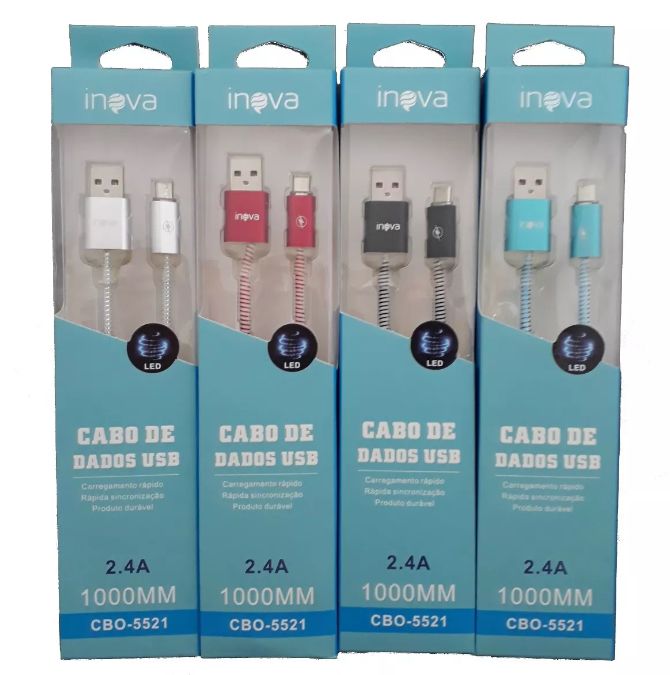 inova
inova
inova
inova
inova
inova
inova
inova
LED
LED
LED
LED
CABO DE
DADOS USB
Carregamento rápido
Rápida sincronização
Produto durável
2.4A
1000MM
CBO-5521
CABO DE
DADOS USB
Carregamento rápido
Rápida sincronização
Produto durável
2.4A
1000MM
CBO-5521
CABO DE
DADOS USB
Carregamento rápido
Rápida sincronização
Produto durável
2.4A
1000MM
CBO-5521
CABO DE
DADOS USB
Carregamento rápido
Rápida sincronização
Produto durável
2.4A
1000MM
CBO-5521